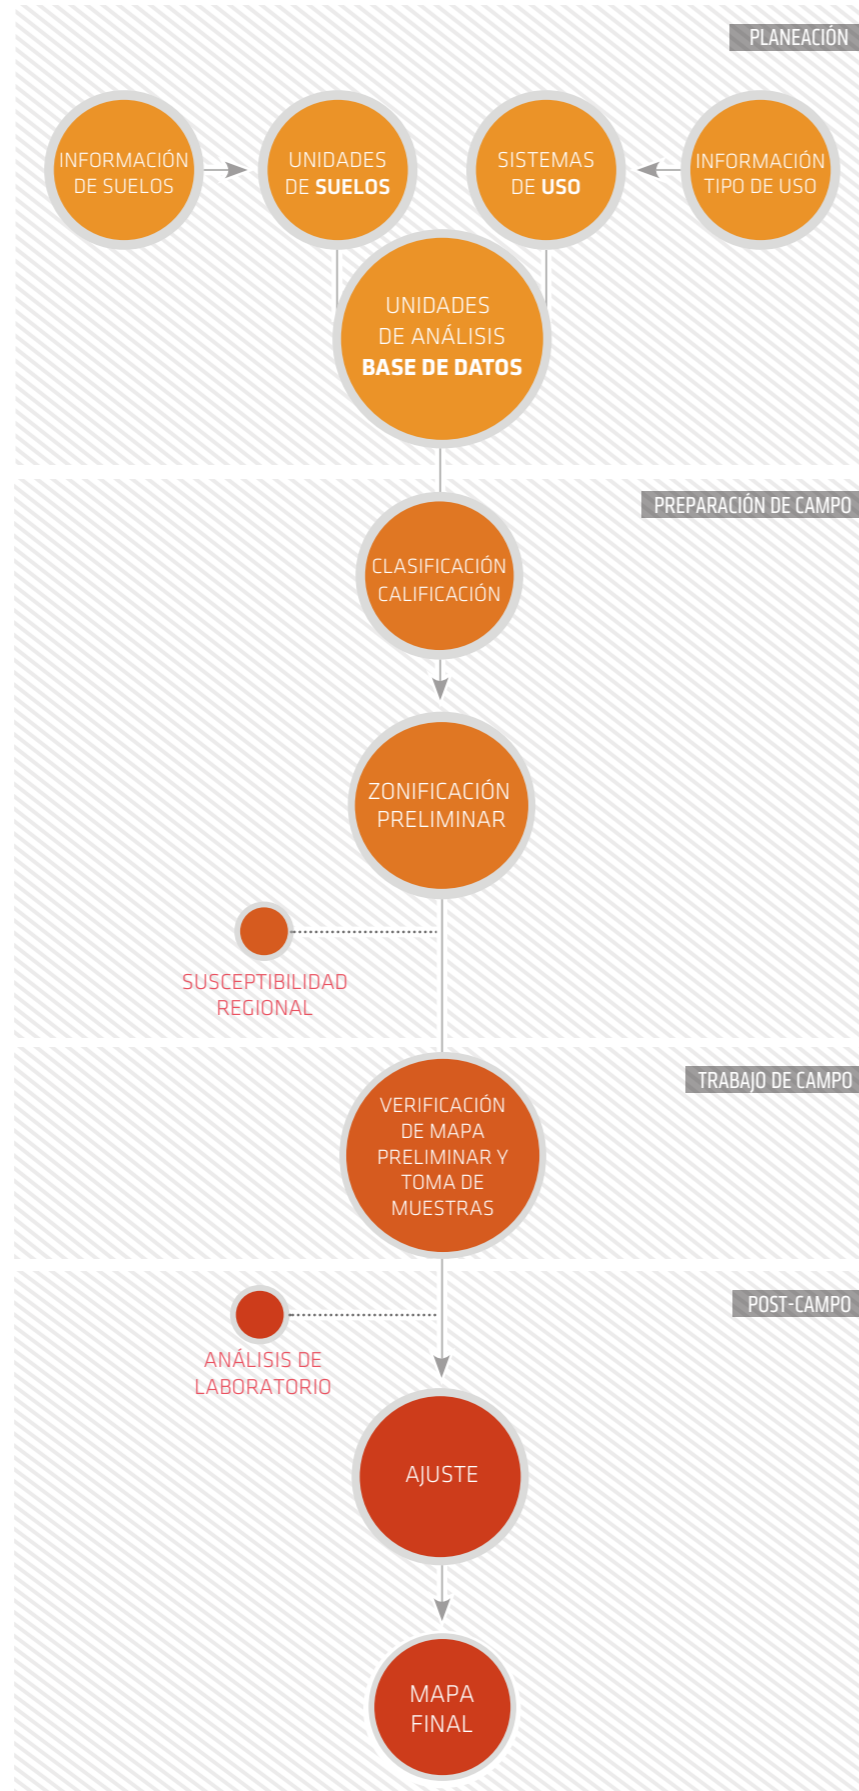 PLANEACIÓN
INFORMACIÓN
DE SUELOS
UNIDADES
DE SUELOS
SISTEMAS
DE USO
INFORMACIÓN
TIPO DE USO
UNIDADES
DE ANÁLISIS
BASE DE DATOS
PREPARACIÓN DE CAMPO
CLASIFICACIÓN
CALIFICACIÓN
ZONIFICACIÓN
PRELIMINAR
SUSCEPTIBILIDAD
REGIONAL
TRABAJO DE CAMPO
VERIFICACIÓN
DE MAPA
PRELIMINAR Y
TOMA DE
MUESTRAS
POST-CAMPO
ANÁLISIS DE
LABORATORIO
AJUSTE
MAPA
FINAL